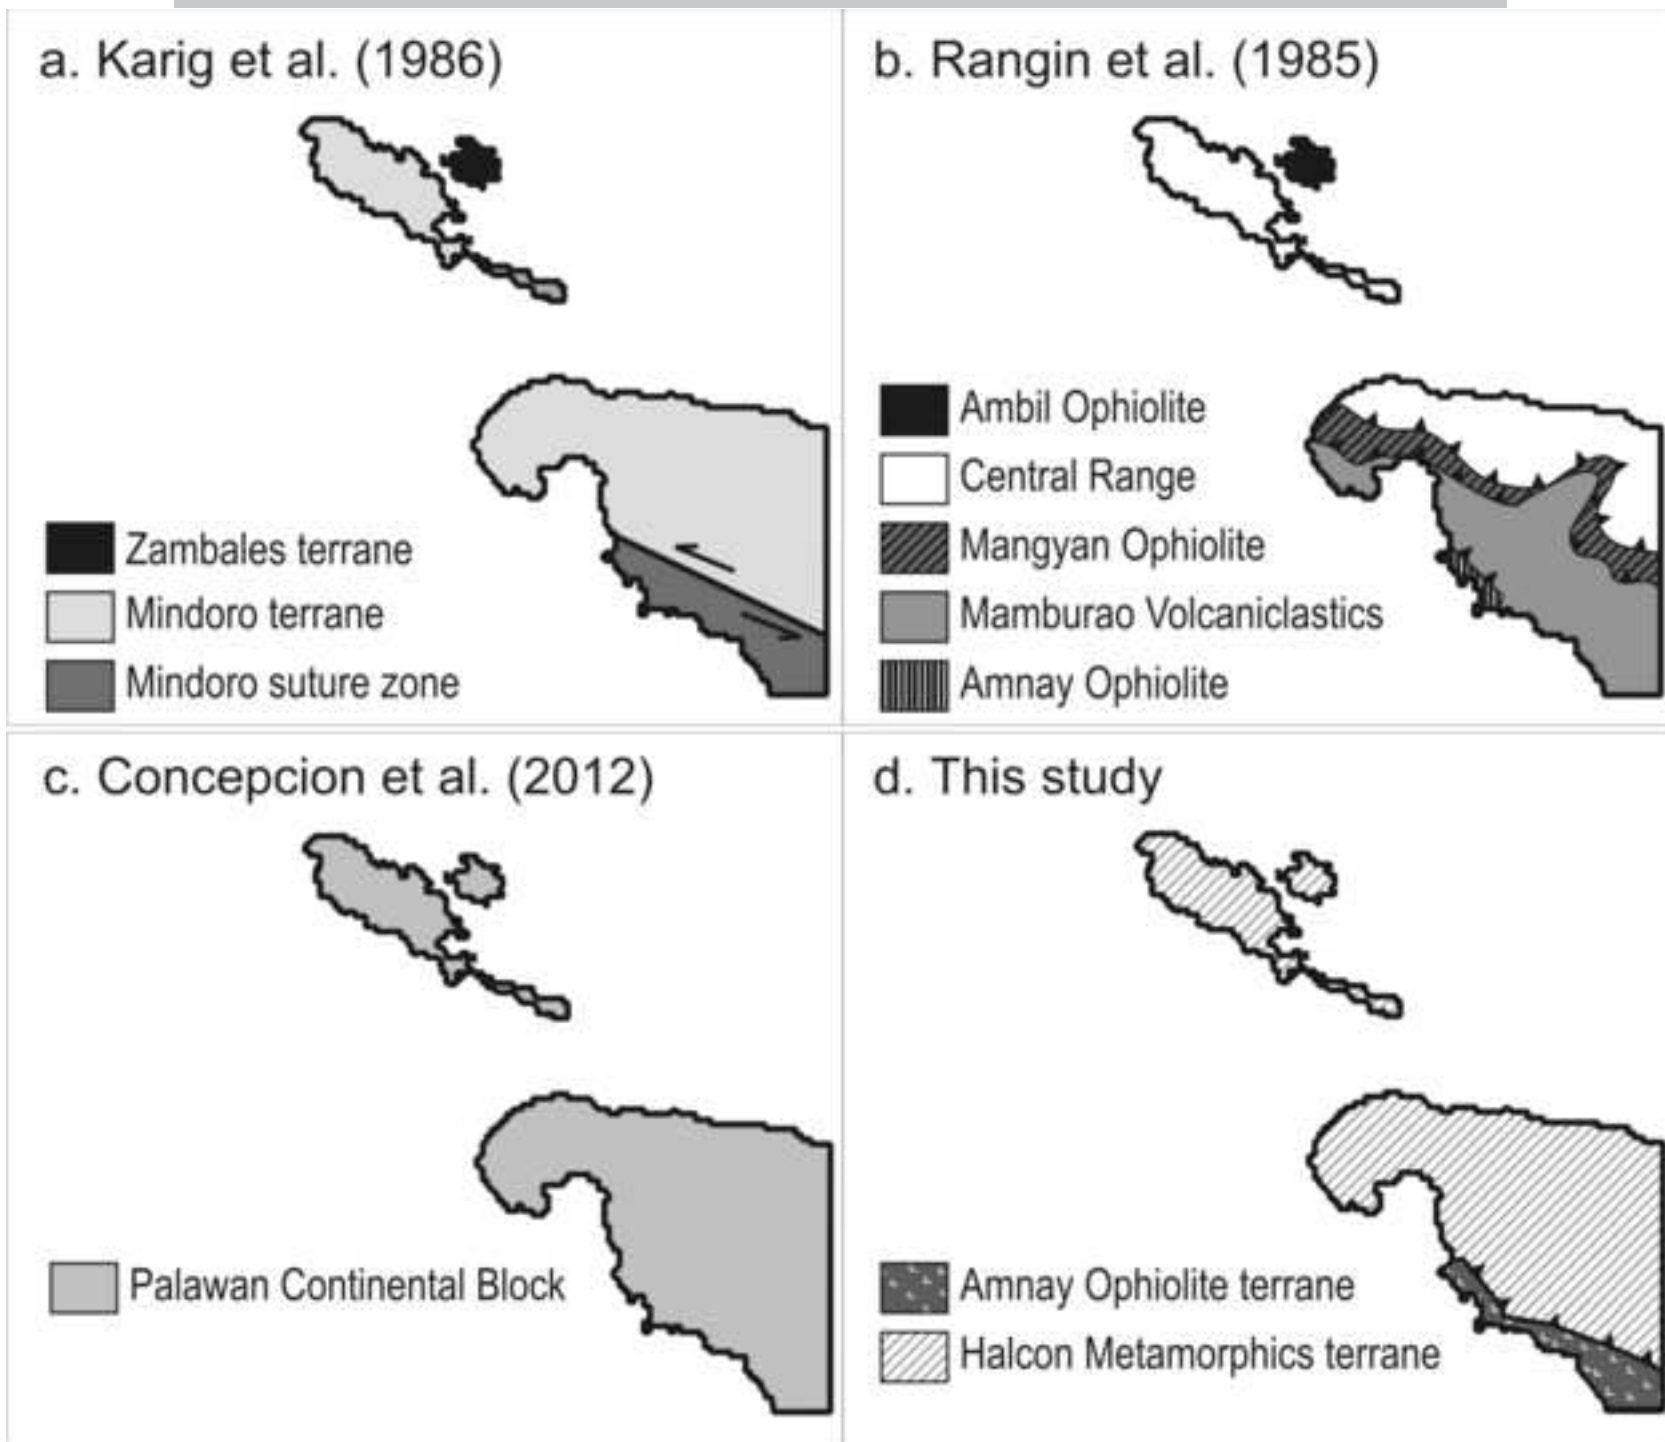 a. Karig et al. (1986)
Zambales terrane
Mindoro terrane
Mindoro suture zone
b. Rangin et al. (1985)
Ambil Ophiolite
Central Range
Mangyan Ophiolite
Mamburao Volcaniclastics
Amnay Ophiolite
c. Concepcion et al. (2012)
Palawan Continental Block
d. This study
Amnay Ophiolite terrane
Halcon Metamorphics terrane